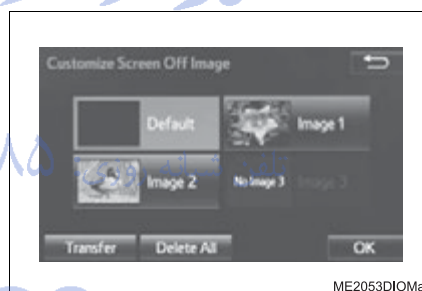 Customize Screen Off Image
Default
Image 1
Image 2
No Image 3
Image 3
Transfer
Delete All
OK
ME2053DIOMa